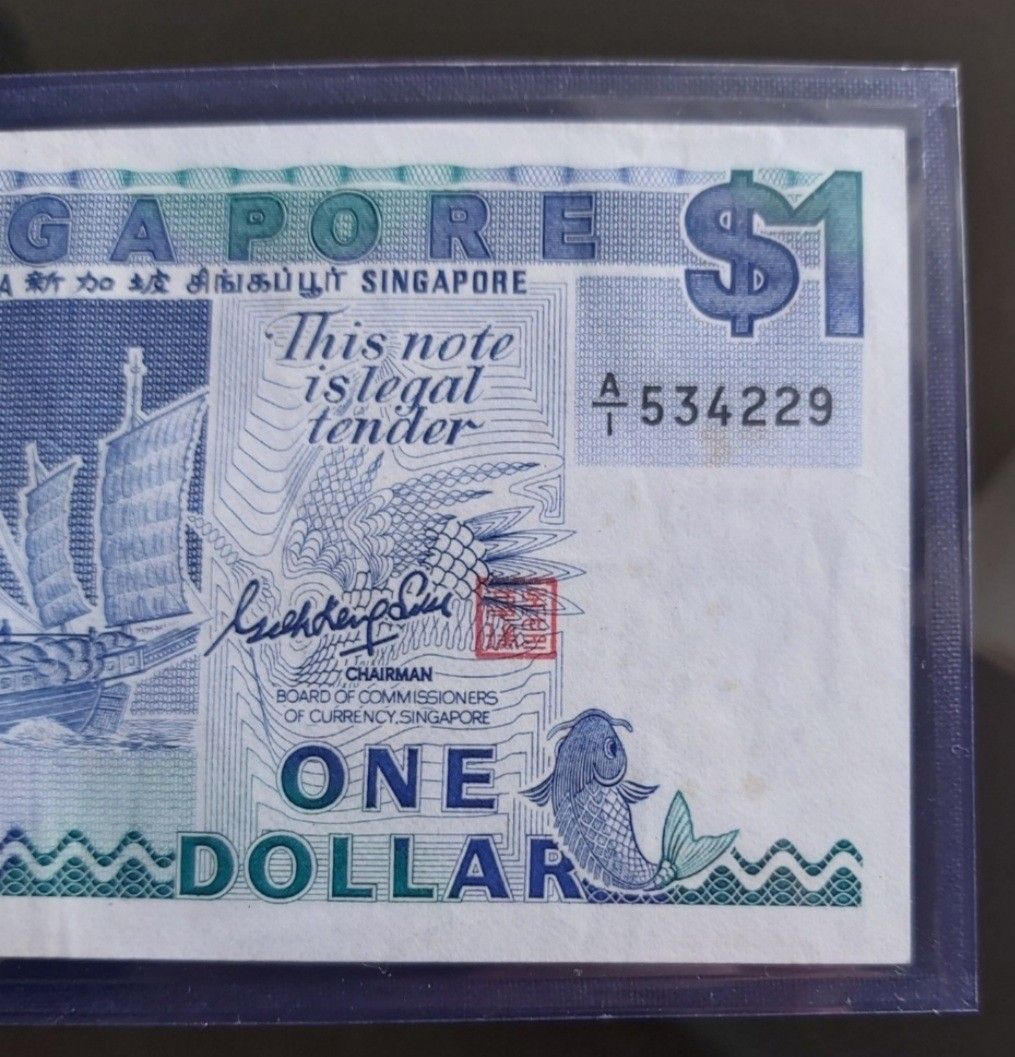 GAPORE $1
A 新加坡 சிங்கப்பூர் SINGAPORE
This note
is legal
tender
A/1 534229
CHAIRMAN
BOARD OF COMMISSIONERS
OF CURRENCY, SINGAPORE
ONE
DOLLAR